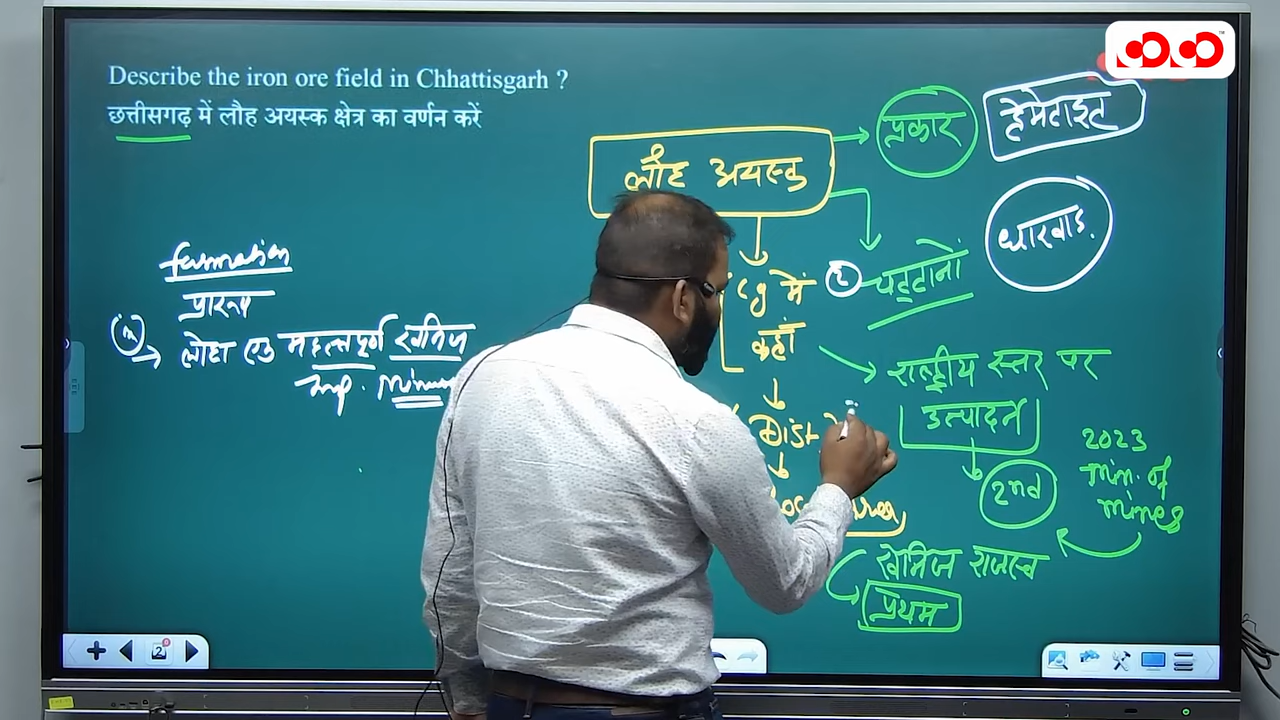 Describe the iron ore field in Chhattisgarh ?
छत्तीसगढ़ में लौह अयस्क क्षेत्र का वर्णन करें
लौह अयस्क
प्रकार
हेमेटाइट
धारवाड़
चट्टानों
Formation
प्रारूप
→ लोहा एक महत्वपूर्ण खनिज
Imp.
Cg में
कहाँ
Dist
Area
राष्ट्रीय स्तर पर
उत्पादन
2nd
2023
Min. of
mines
खनिज राजस्व
प्रथम
2